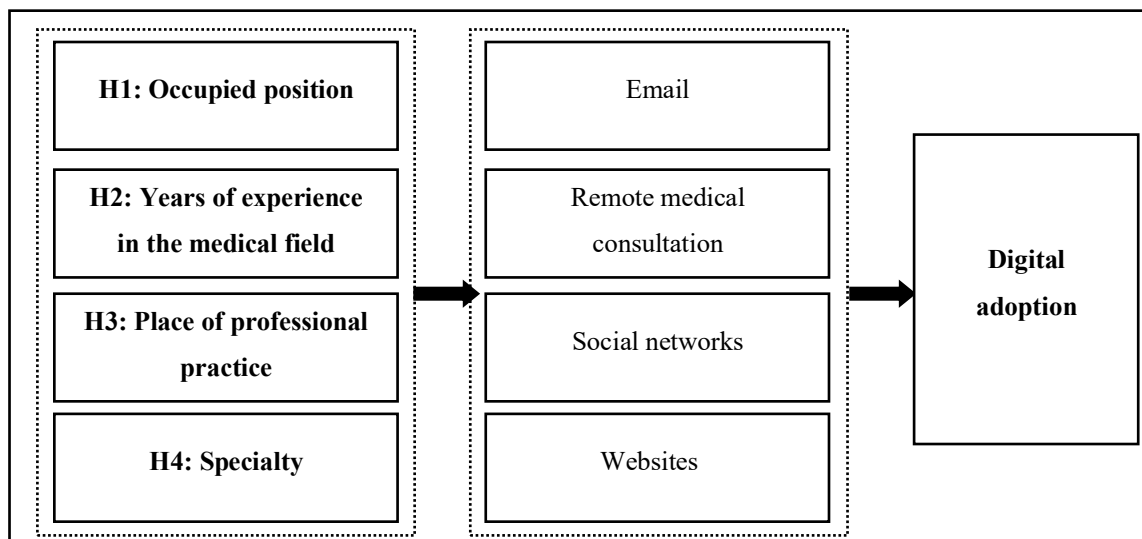 H1: Occupied position
H2: Years of experience
in the medical field
H3: Place of professional
practice
H4: Specialty
Email
Remote medical
consultation
Social networks
Websites
Digital
adoption